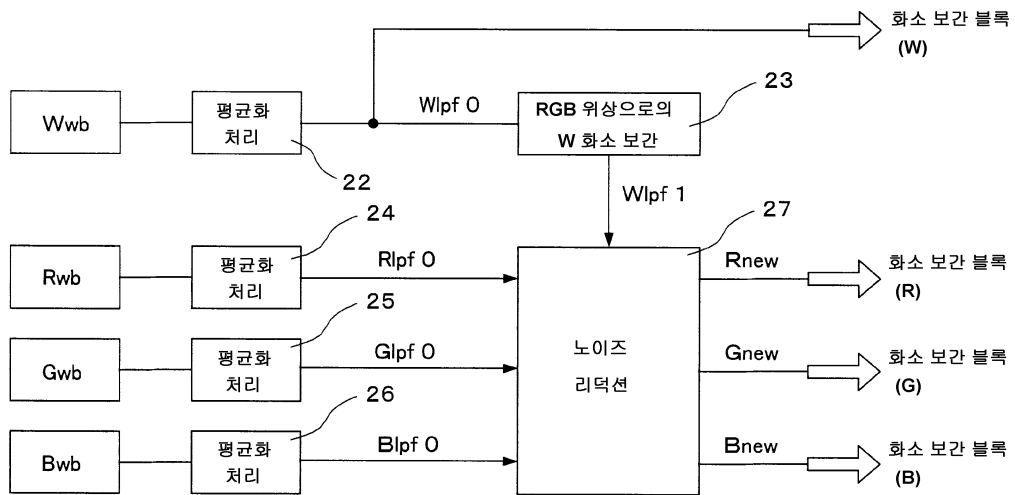 화소 보간 블록
(W)
Wwb
평균화
처리
22
Wlpf 0
RGB 위상으로의
W 화소 보간
23
Wlpf 1
Rwb
평균화
처리
24
Rlpf 0
27
Rnew
화소 보간 블록
(R)
Gwb
평균화
처리
25
Glpf 0
노이즈
리덕션
Gnew
화소 보간 블록
(G)
Bwb
평균화
처리
26
Blpf 0
Bnew
화소 보간 블록
(B)